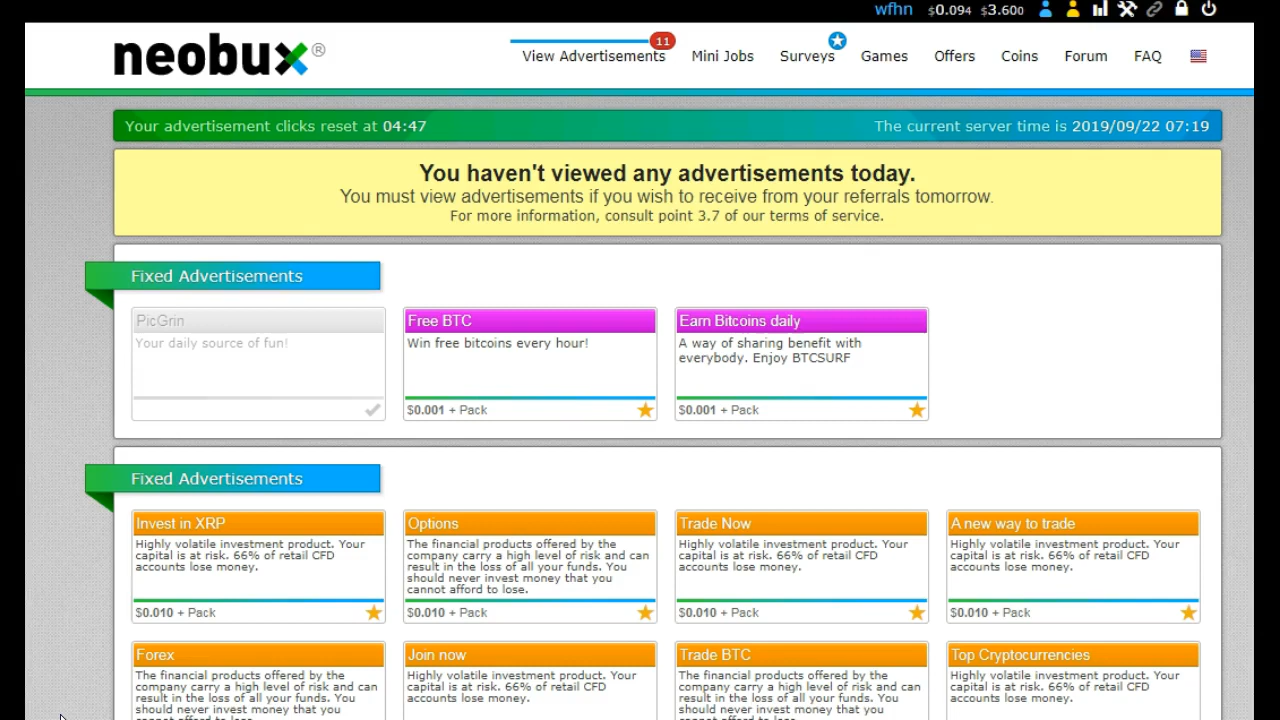 wfhn $0.094 $3.600
neobux®
View Advertisements 11 Mini Jobs Surveys Games Offers Coins Forum FAQ
Your advertisement clicks reset at 04:47 The current server time is 2019/09/22 07:19
You haven't viewed any advertisements today.
You must view advertisements if you wish to receive from your referrals tomorrow.
For more information, consult point 3.7 of our terms of service.
Fixed Advertisements
PicGrin
Your daily source of fun!
Free BTC
Win free bitcoins every hour!
$0.001 + Pack
Earn Bitcoins daily
A way of sharing benefit with
everybody. Enjoy BTCSURF
$0.001 + Pack
Fixed Advertisements
Invest in XRP
Highly volatile investment product. Your
capital is at risk. 66% of retail CFD
accounts lose money.
$0.010 + Pack
Options
The financial products offered by the
company carry a high level of risk and can
result in the loss of all your funds. You
should never invest money that you
cannot afford to lose.
$0.010 + Pack
Trade Now
Highly volatile investment product. Your
capital is at risk. 66% of retail CFD
accounts lose money.
$0.010 + Pack
A new way to trade
Highly volatile investment product. Your
capital is at risk. 66% of retail CFD
accounts lose money.
$0.010 + Pack
Forex
The financial products offered by the
company carry a high level of risk and can
result in the loss of all your funds. You
should never invest money that you
cannot afford to lose.
Join now
Highly volatile investment product. Your
capital is at risk. 66% of retail CFD
accounts lose money.
Trade BTC
The financial products offered by the
company carry a high level of risk and can
result in the loss of all your funds. You
should never invest money that you
cannot afford to lose.
Top Cryptocurrencies
Highly volatile investment product. Your
capital is at risk. 66% of retail CFD
accounts lose money.